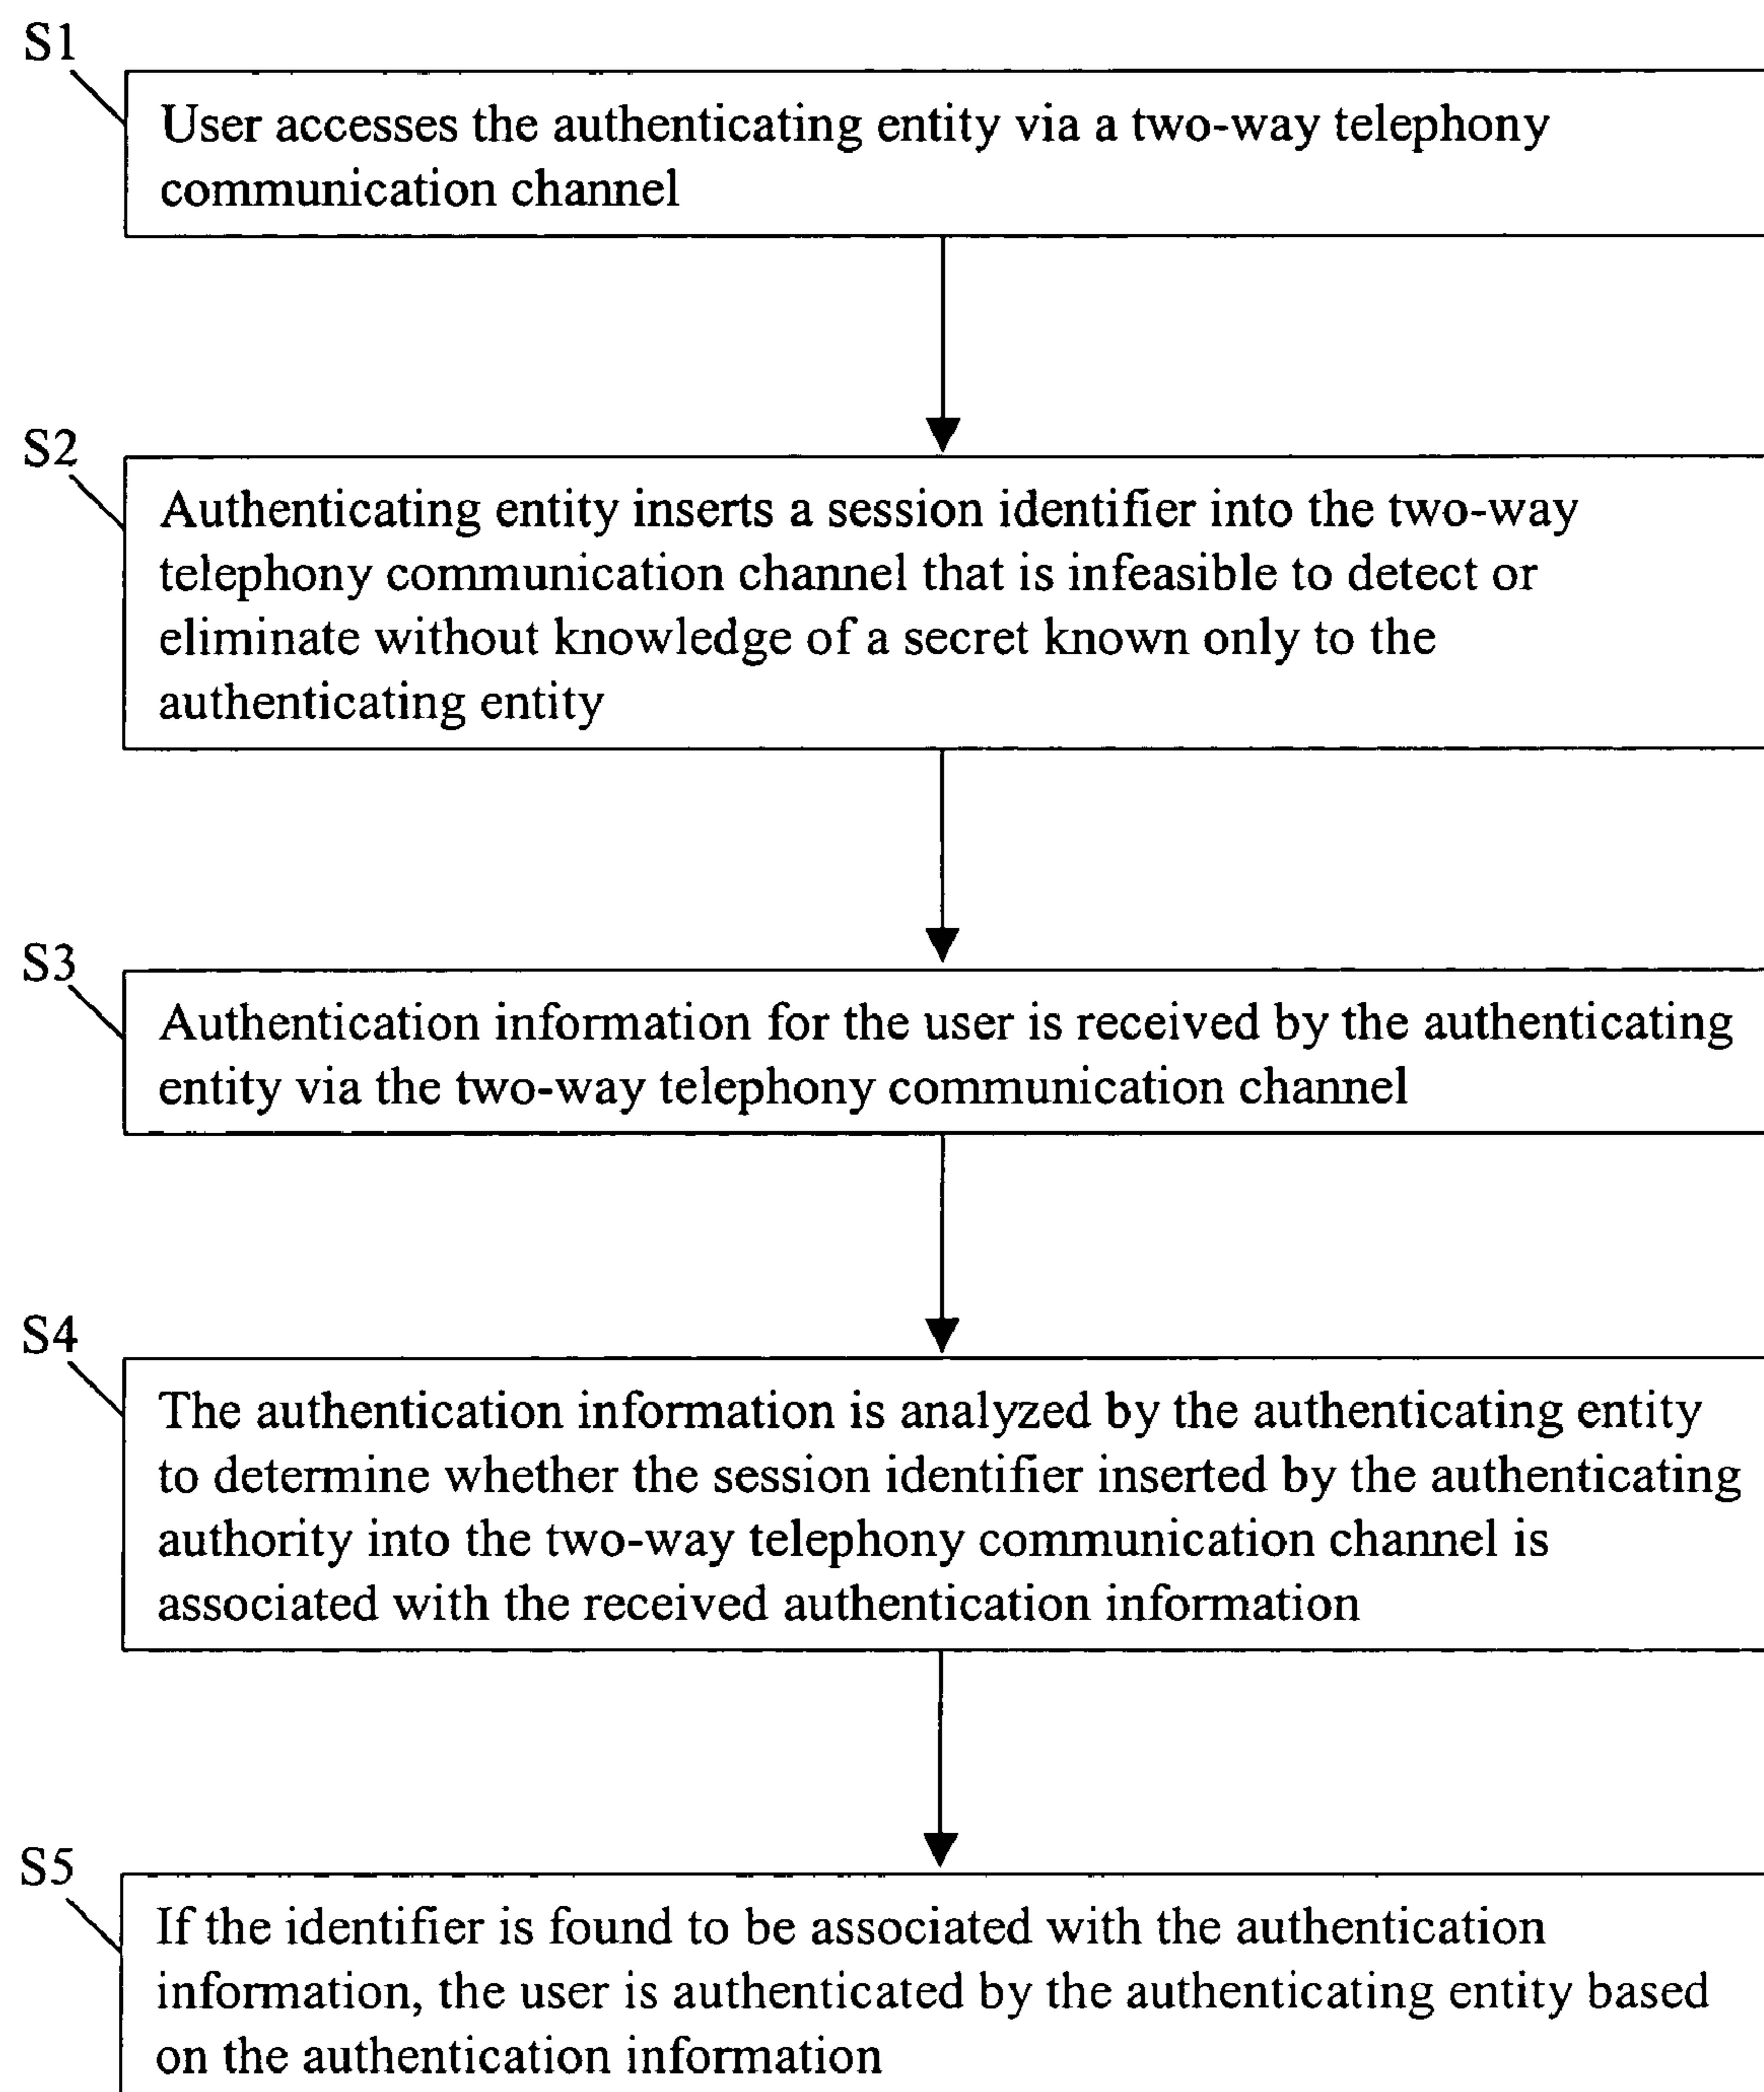 S1
User accesses the authenticating entity via a two-way telephony
communication channel
S2
Authenticating entity inserts a session identifier into the two-way
telephony communication channel that is infeasible to detect or
eliminate without knowledge of a secret known only to the
authenticating entity
S3
Authentication information for the user is received by the authenticating
entity via the two-way telephony communication channel
S4
The authentication information is analyzed by the authenticating entity
to determine whether the session identifier inserted by the authenticating
authority into the two-way telephony communication channel is
associated with the received authentication information
S5
If the identifier is found to be associated with the authentication
information, the user is authenticated by the authenticating entity based
on the authentication information